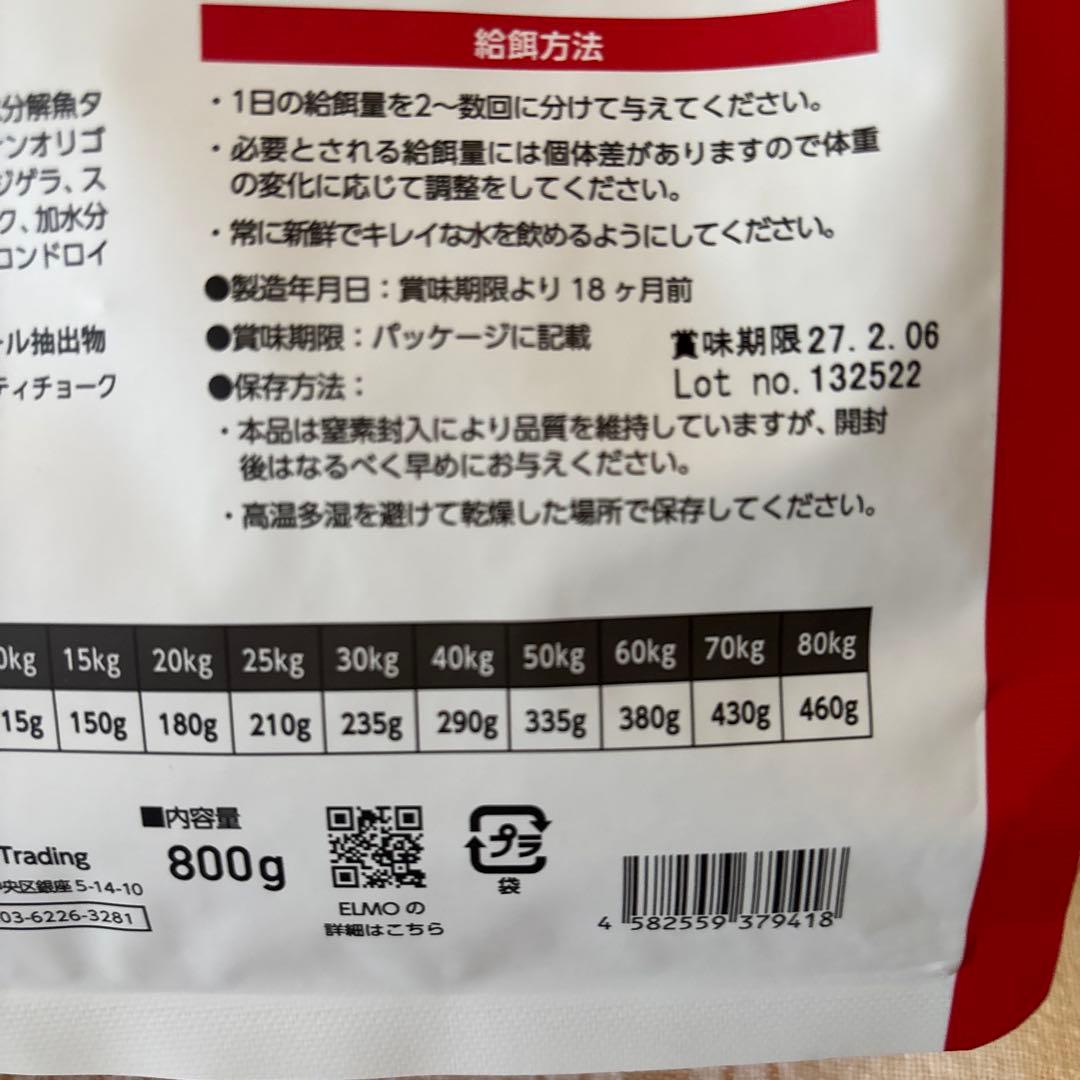 給餌方法
・1日の給餌量を2〜数回に分けて与えてください。
・必要とされる給餌量には個体差がありますので体重
の変化に応じて調整をしてください。
・常に新鮮でキレイな水を飲めるようにしてください。
●製造年月日：賞味期限より 18 ヶ月前
●賞味期限：パッケージに記載
賞味期限27. 2. 06
Lot no. 132522
●保存方法：
・本品は窒素封入により品質を維持していますが、開封
後はなるべく早めにお与えください。
・高温多湿を避けて乾燥した場所で保存してください。
分解魚タ
ンオリゴ
ジゲラ、ス
ク、加水分
コンドロイ
ール抽出物
ティチョーク
0kg 15kg 20kg 25kg 30kg 40kg 50kg 60kg 70kg 80kg
15g 150g 180g 210g 235g 290g 335g 380g 430g 460g
■内容量
800g
Trading
央区銀座 5-14-10
03-6226-3281
ELMO の
詳細はこちら
プラ
袋
4 582559 379418